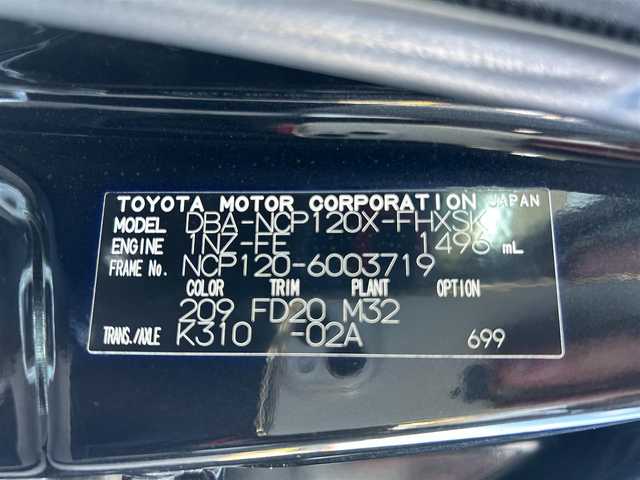 TOYOTA MOTOR CORPORATION JAPAN
MODEL DBA-NCP120X-FHXSK
ENGINE 1NZ-FE 1496 mL
FRAME No. NCP120-6003719
COLOR TRIM PLANT OPTION
209 FD20 M32
TRANS./AXLE K310 -02A 699